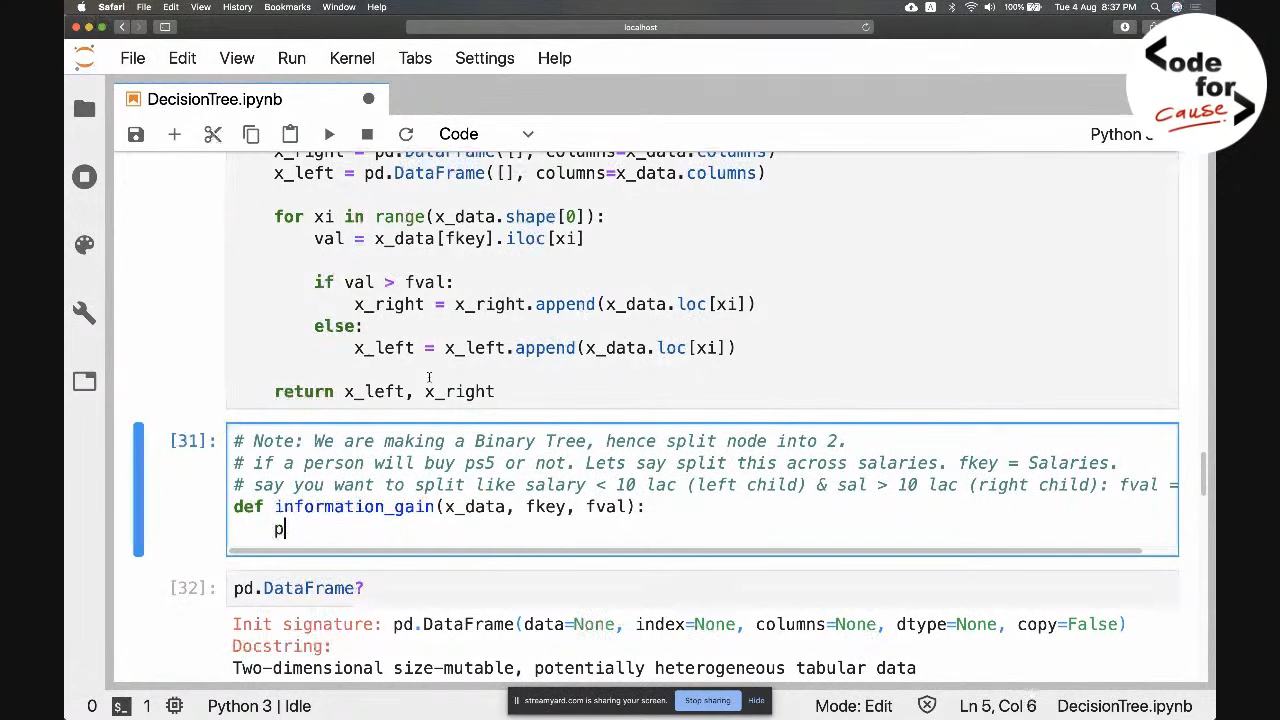 Safari File Edit View History Bookmarks Window Help
100% Tue 4 Aug 8:37 PM
localhost
File Edit View Run Kernel Tabs Settings Help
<ode
for
cause >
DecisionTree.ipynb
Code
Python
x_right = pd.DataFrame([], columns=x_data.columns)
x_left = pd.DataFrame([], columns=x_data.columns)
for xi in range(x_data.shape[0]):
val = x_data[fkey].iloc[xi]
if val > fval:
x_right = x_right.append(x_data.loc[xi])
else:
x_left = x_left.append(x_data.loc[xi])
return x_left, x_right
[31]:
# Note: We are making a Binary Tree, hence split node into 2.
# if a person will buy ps5 or not. Lets say split this across salaries. fkey = Salaries.
# say you want to split like salary < 10 lac (left child) & sal > 10 lac (right child): fval =
def information_gain(x_data, fkey, fval):
p
[32]:
pd.DataFrame?
Init signature: pd.DataFrame(data=None, index=None, columns=None, dtype=None, copy=False)
Docstring:
Two-dimensional size-mutable, potentially heterogeneous tabular data
streamyard.com is sharing your screen. Stop sharing Hide
0 1 Python 3 | Idle Mode: Edit Ln 5, Col 6 DecisionTree.ipynb